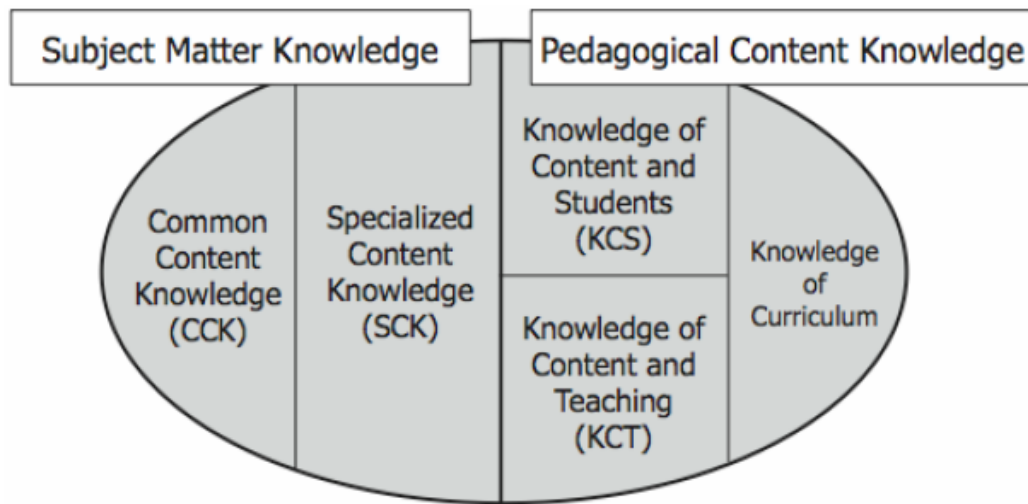 Subject Matter Knowledge
Pedagogical Content Knowledge
Common
Content
Knowledge
(CCK)
Specialized
Content
Knowledge
(SCK)
Knowledge of
Content and
Students
(KCS)
Knowledge of
Content and
Teaching
(KCT)
Knowledge
of
Curriculum